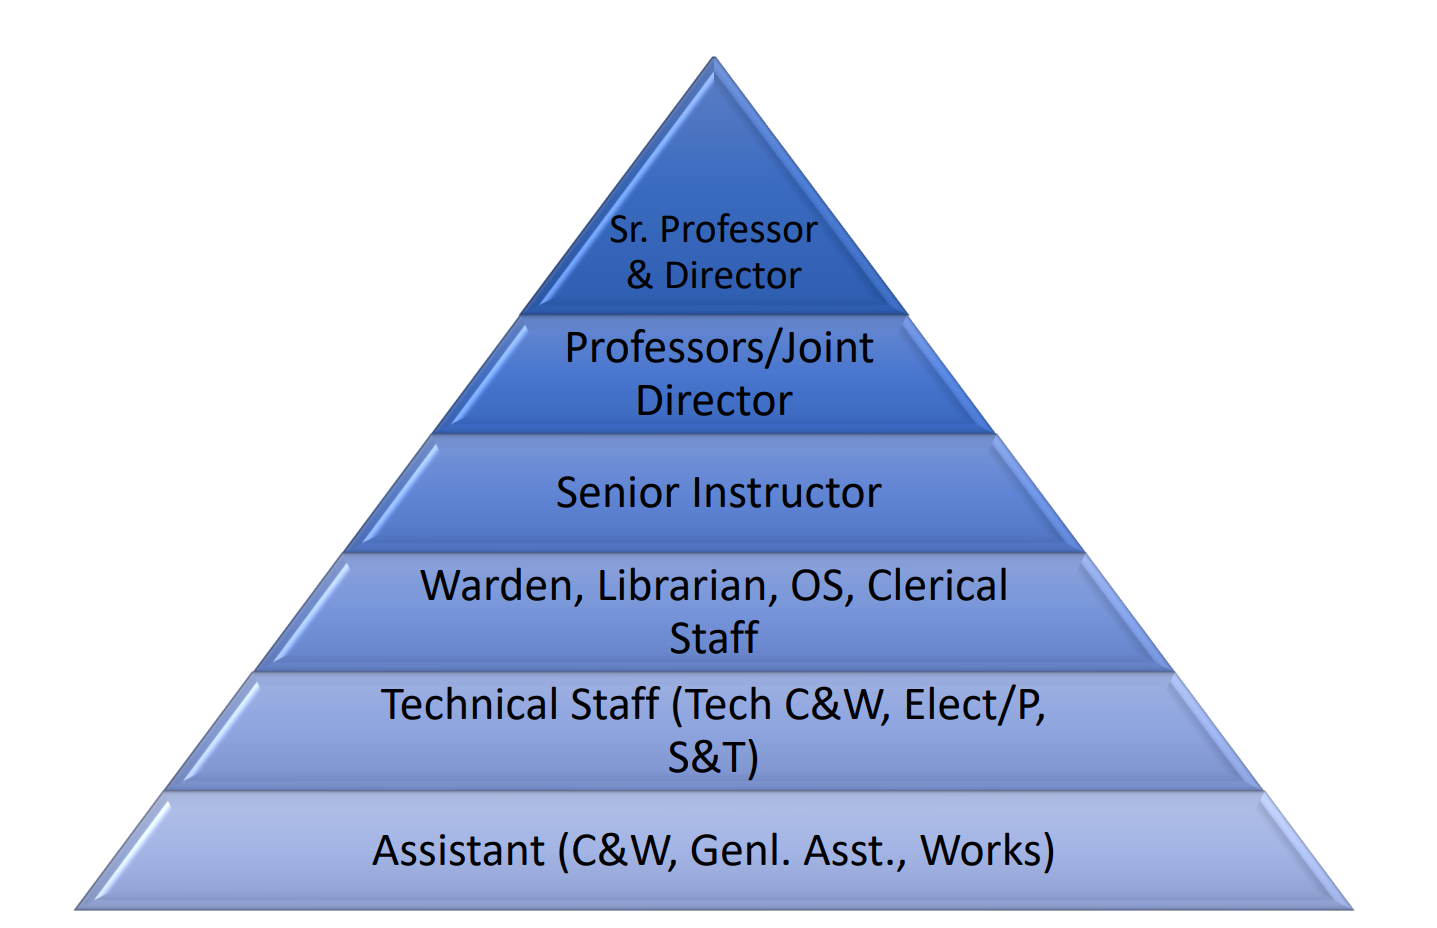 Sr. Professor
& Director
Professors/Joint
Director
Senior Instructor
Warden, Librarian, OS, Clerical
Staff
Technical Staff (Tech C&W, Elect/P,
S&T)
Assistant (C&W, Genl. Asst., Works)